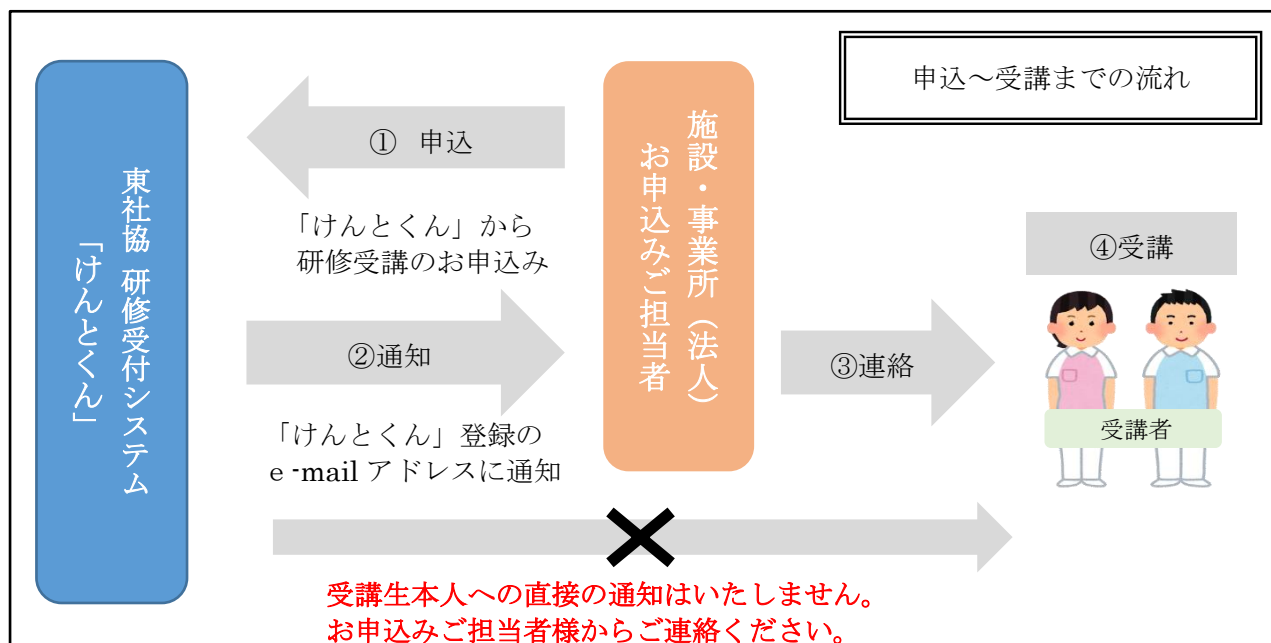 申込～受講までの流れ
東社協 研修受付システム
「けんとくん」
① 申込
「けんとくん」から
研修受講のお申込み
②通知
「けんとくん」登録の
e-mail アドレスに通知
施設・事業所（法人）
お申込みご担当者
③連絡
④受講
受講者
受講生本人への直接の通知はいたしません。
お申込みご担当者様からご連絡ください。